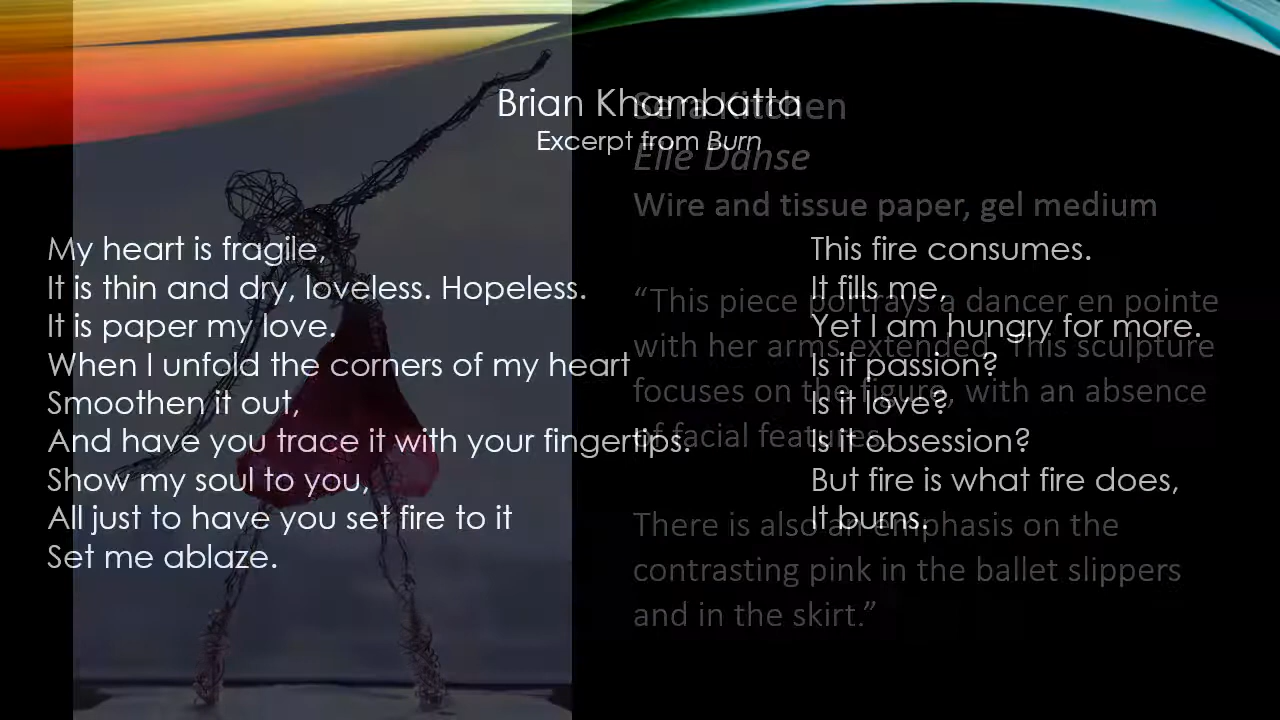 Brian Khambatta
Excerpt from Burn
My heart is fragile,
It is thin and dry, loveless. Hopeless.
It is paper my love.
When I unfold the corners of my heart
Smoothen it out,
And have you trace it with your fingertips.
Show my soul to you,
All just to have you set fire to it
Set me ablaze.
This fire consumes.
It fills me,
Yet I am hungry for more.
Is it passion?
Is it love?
Is it obsession?
But fire is what fire does,
It burns.
Sera Kitchen
Elle Danse
Wire and tissue paper, gel medium
“This piece portrays a dancer en pointe
with her arms extended. This sculpture
focuses on the figure, with an absence
of facial features.
There is also an emphasis on the
contrasting pink in the ballet slippers
and in the skirt.”